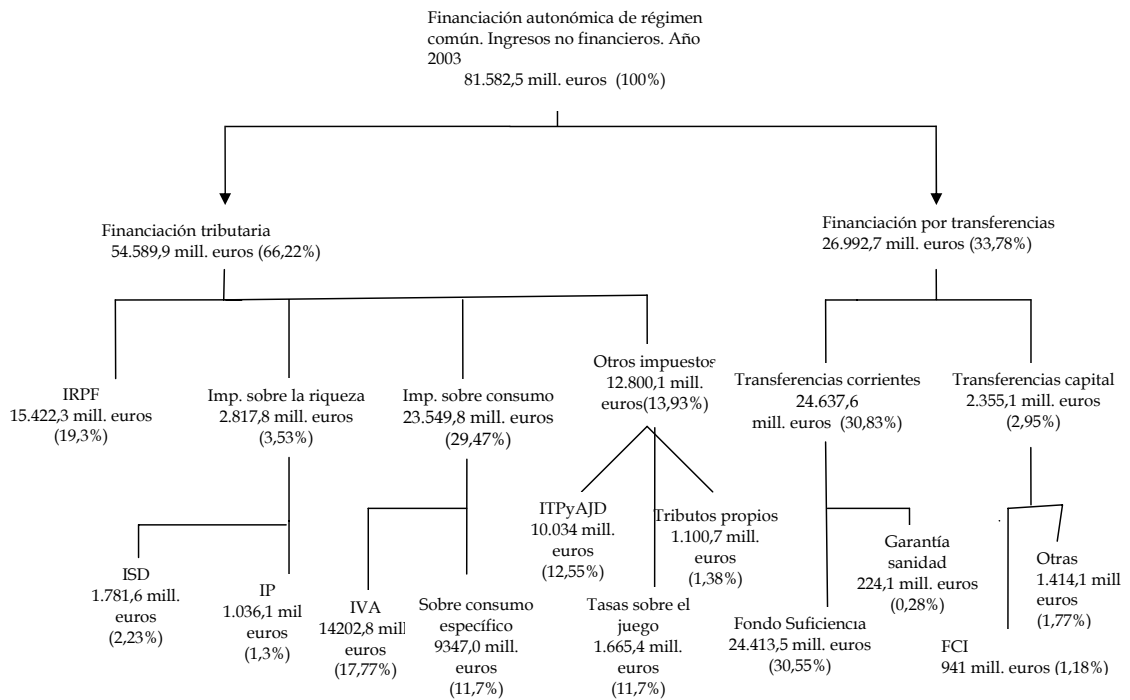 Financiación autonómica de régimen
común. Ingresos no financieros. Año
2003
81.582,5 mill. euros (100%)
Financiación tributaria
54.589,9 mill. euros (66,22%)
Financiación por transferencias
26.992,7 mill. euros (33,78%)
IRPF
15.422,3 mill. euros
(19,3%)
Imp. sobre la riqueza
2.817,8 mill. euros
(3,53%)
Imp. sobre consumo
23.549,8 mill. euros
(29,47%)
Otros impuestos
12.800,1 mill.
euros(13,93%)
Transferencias corrientes
24.637,6
mill. euros (30,83%)
Transferencias capital
2.355,1 mill. euros
(2,95%)
ISD
1.781,6 mill.
euros
(2,23%)
IP
1.036,1 mil
euros
(1,3%)
IVA
14202,8 mill
euros
(17,77%)
Sobre consumo
específico
9347,0 mill.
euros
(11,7%)
ITPyAJD
10.034 mill.
euros
(12,55%)
Tasas sobre el
juego
1.665,4 mill.
euros
(11,7%)
Tributos propios
1.100,7 mill.
euros
(1,38%)
Fondo Suficiencia
24.413,5 mill. euros
(30,55%)
Garantía
sanidad
224,1 mill. euros
(0,28%)
FCI
941 mill. euros (1,18%)
Otras
1.414,1 mill
euros
(1,77%)